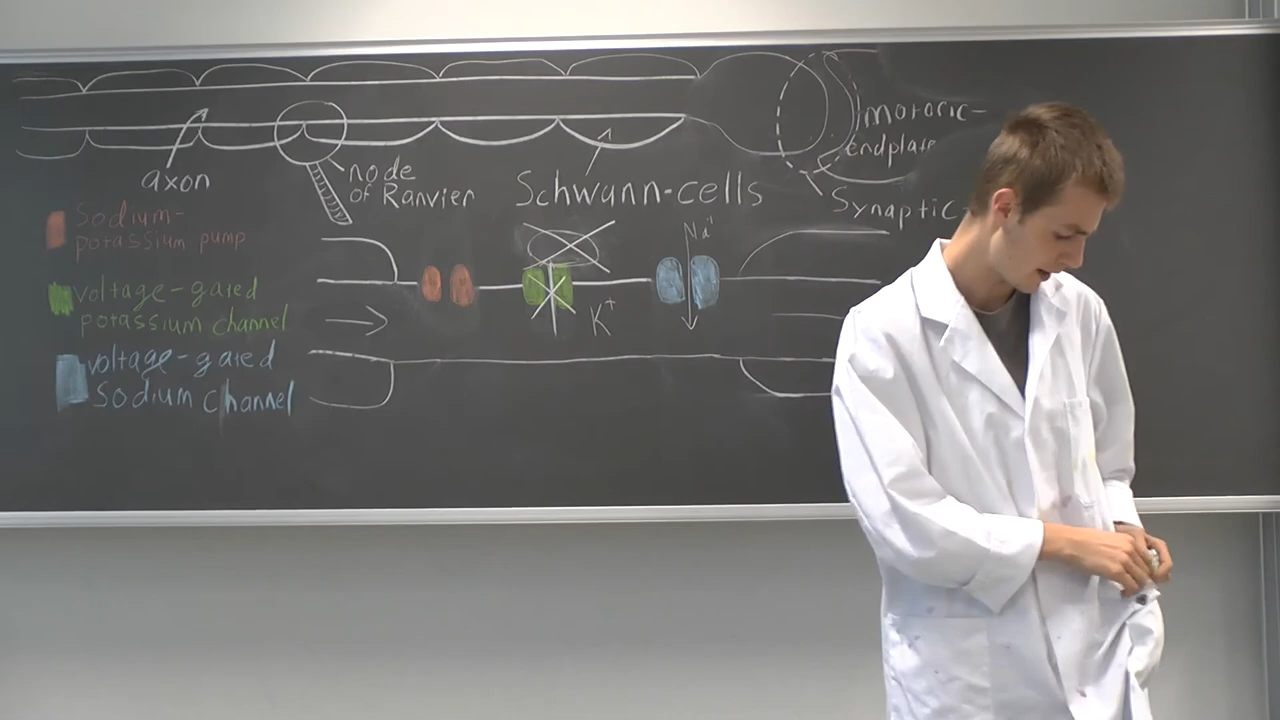 axon
node
of Ranvier
Schwann-cells
motoric-
endplate
Synaptic-
Sodium-
potassium pump
voltage-gated
potassium channel
voltage-gated
Sodium channel
K⁺
Na⁺